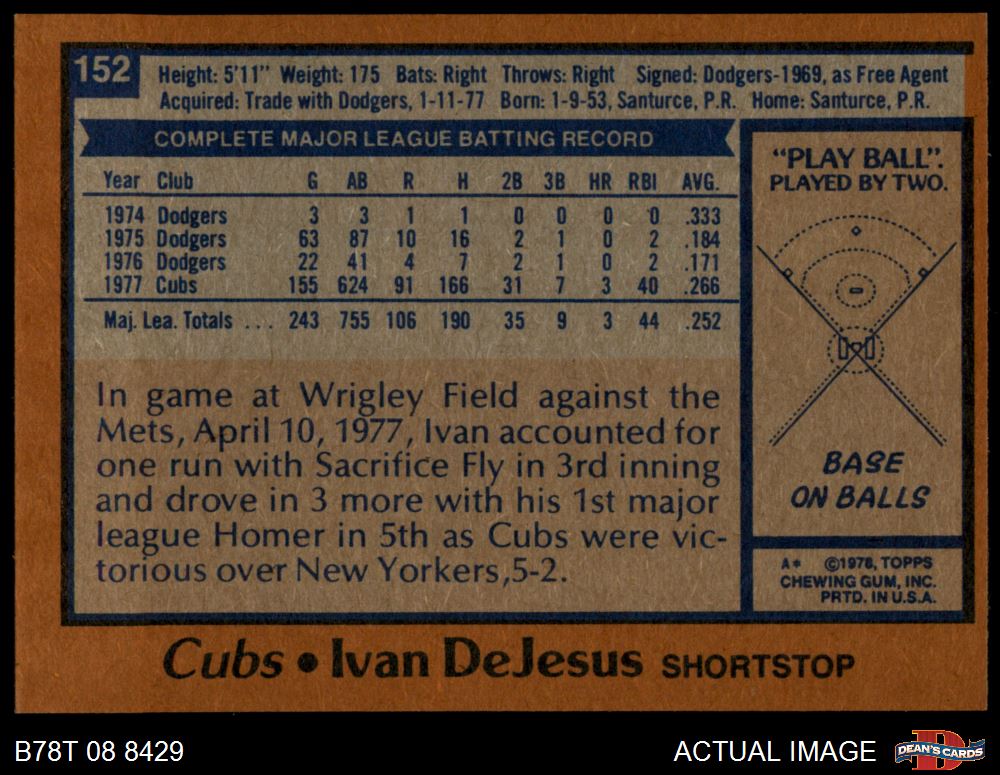 152
Height: 5'11" Weight: 175 Bats: Right Throws: Right Signed: Dodgers-1969, as Free Agent
Acquired: Trade with Dodgers, 1-11-77 Born: 1-9-53, Santurce, P.R. Home: Santurce, P.R.
COMPLETE MAJOR LEAGUE BATTING RECORD
Year Club G AB R H 2B 3B HR RBI AVG.
1974 Dodgers 3 3 1 1 0 0 0 0 .333
1975 Dodgers 63 87 10 16 2 1 0 2 .184
1976 Dodgers 22 41 4 7 2 1 0 2 .171
1977 Cubs 155 624 91 166 31 7 3 40 .266
Maj. Lea. Totals ... 243 755 106 190 35 9 3 44 .252
In game at Wrigley Field against the
Mets, April 10, 1977, Ivan accounted for
one run with Sacrifice Fly in 3rd inning
and drove in 3 more with his 1st major
league Homer in 5th as Cubs were vic-
torious over New Yorkers,5-2.
"PLAY BALL".
PLAYED BY TWO.
BASE
ON BALLS
A* ©1978, TOPPS
CHEWING GUM, INC.
PRTD. IN U.S.A.
Cubs • Ivan DeJesus SHORTSTOP
B78T 08 8429
ACTUAL IMAGE
DEAN'S CARDS